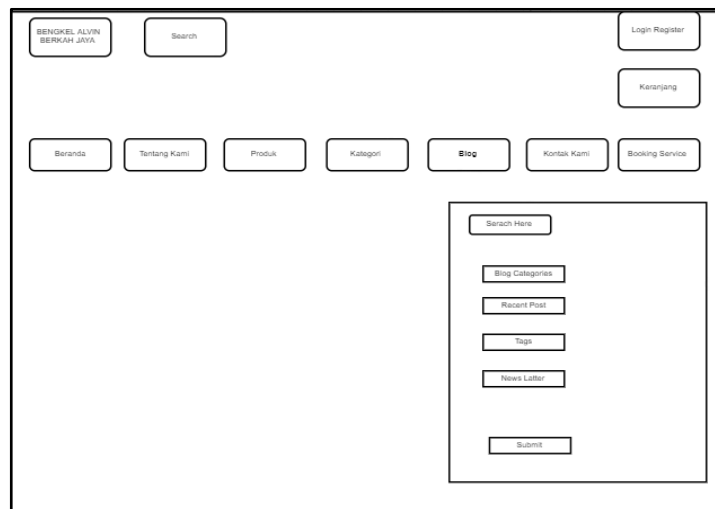 BENGKEL ALVIN
BERKAH JAYA
Search
Login Register
Keranjang
Beranda
Tentang Kami
Produk
Kategori
Blog
Kontak Kami
Booking Service
Serach Here
Blog Categories
Recent Post
Tags
News Latter
Submit